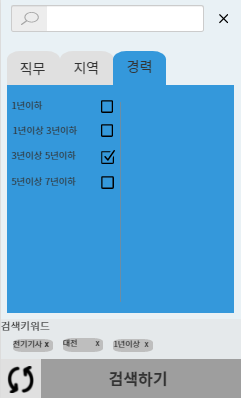 직무 지역 경력
1년이하
1년이상 3년이하
3년이상 5년이하
5년이상 7년이하
검색키워드
전기기사 x 대전 x 1년이상 x
검색하기